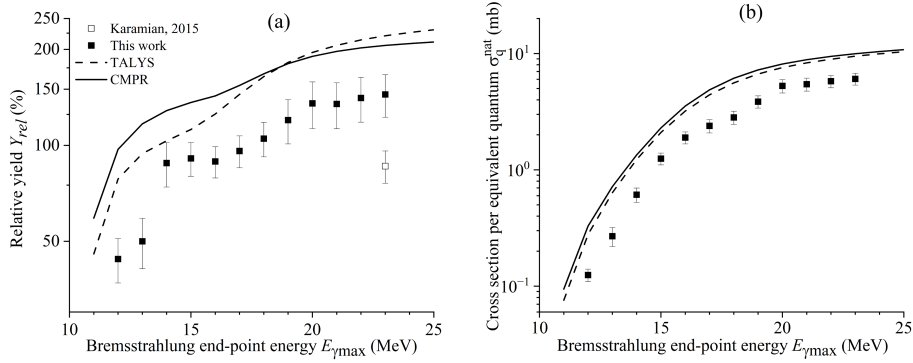 (a)
250
200
150
100
50
Relative yield Y_rel (%)
Karamian, 2015
This work
TALYS
CMPR
10 15 20 25
Bremsstrahlung end-point energy E_γmax (MeV)
(b)
10^1
10^0
10^-1
Cross section per equivalent quantum σ_q^nat (mb)
10 15 20 25
Bremsstrahlung end-point energy E_γmax (MeV)